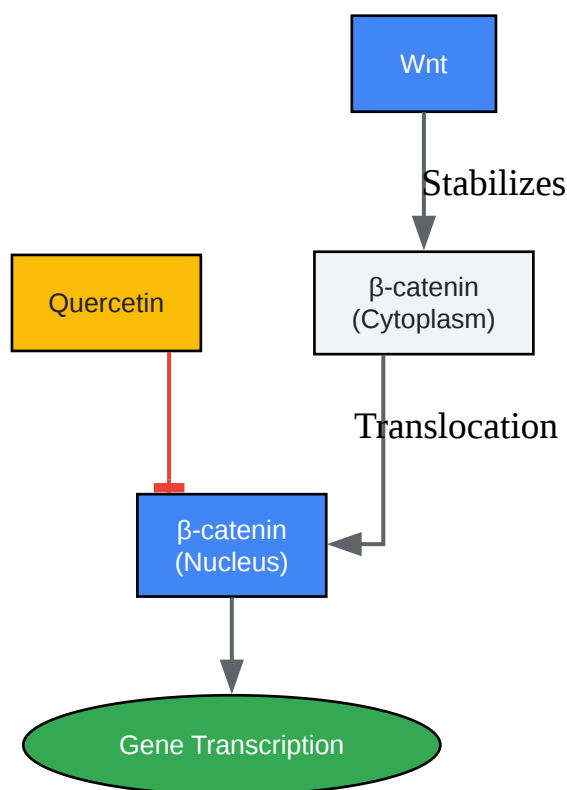 Wnt
Stabilizes
Quercetin
β-catenin
(Cytoplasm)
Translocation
β-catenin
(Nucleus)
Gene Transcription